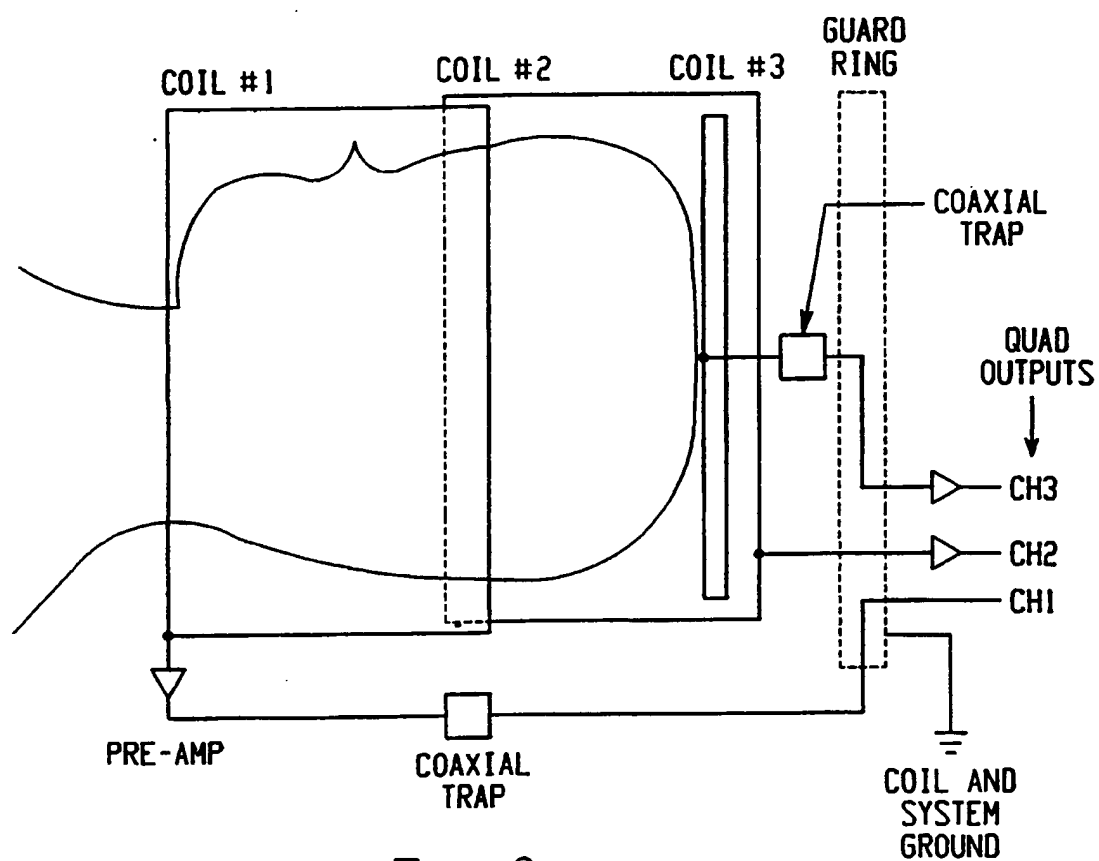 GUARD
RING
COIL #1
COIL #2
COIL #3
COAXIAL
TRAP
QUAD
OUTPUTS
CH3
CH2
CH1
PRE-AMP
COAXIAL
TRAP
COIL AND
SYSTEM
GROUND